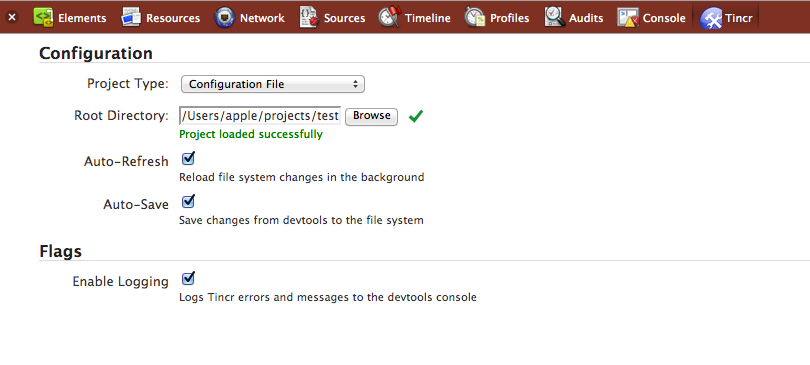 Elements Resources Network Sources Timeline Profiles Audits Console Tincr
Configuration
Project Type: Configuration File
Root Directory: /Users/apple/projects/test Browse
Project loaded successfully
Auto-Refresh
Reload file system changes in the background
Auto-Save
Save changes from devtools to the file system
Flags
Enable Logging
Logs Tincr errors and messages to the devtools console